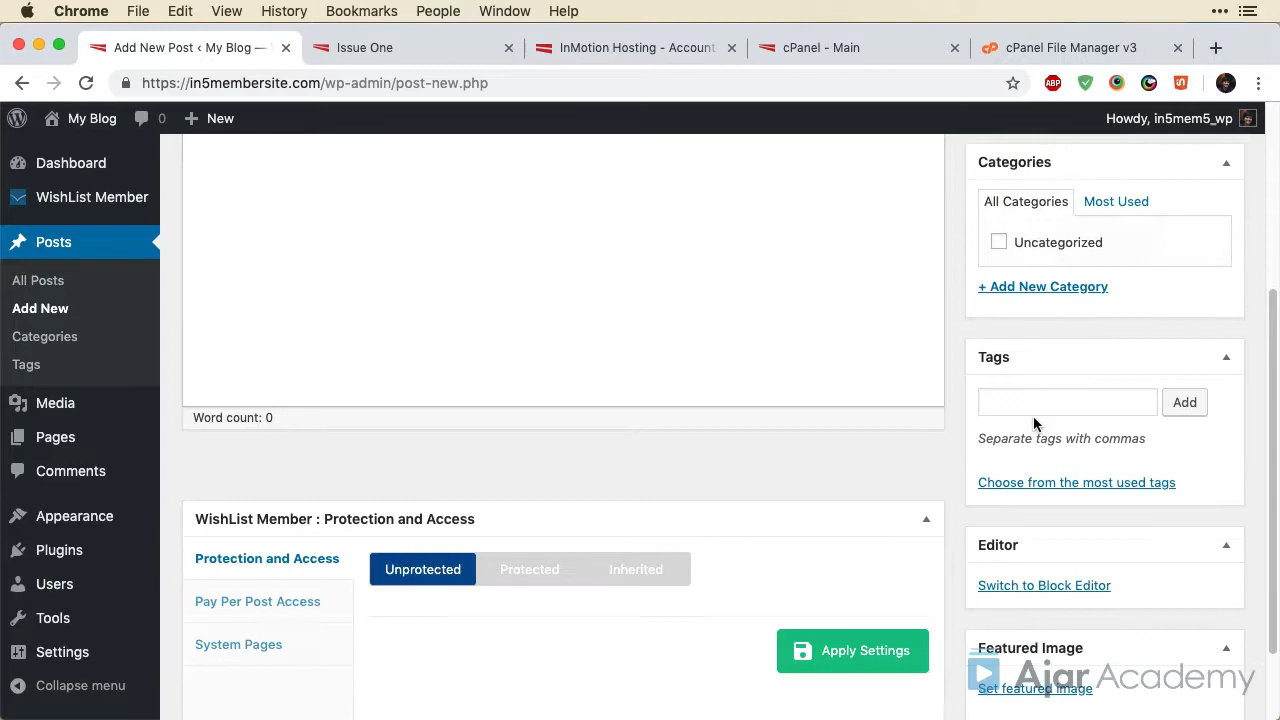 Chrome File Edit View History Bookmarks People Window Help
Add New Post ‹ My Blog —
Issue One
InMotion Hosting - Account
cPanel - Main
cPanel File Manager v3
https://in5membersite.com/wp-admin/post-new.php
ABP
My Blog 0 New
Howdy, in5mem5_wp
Dashboard
WishList Member
Posts
All Posts
Add New
Categories
Tags
Media
Pages
Comments
Appearance
Plugins
Users
Tools
Settings
Collapse menu
Word count: 0
WishList Member : Protection and Access
Protection and Access
Pay Per Post Access
System Pages
Unprotected Protected Inherited
Apply Settings
Categories
All Categories Most Used
Uncategorized
+ Add New Category
Tags
Add
Separate tags with commas
Choose from the most used tags
Editor
Switch to Block Editor
Featured Image
Set featured image
Ajar Academy